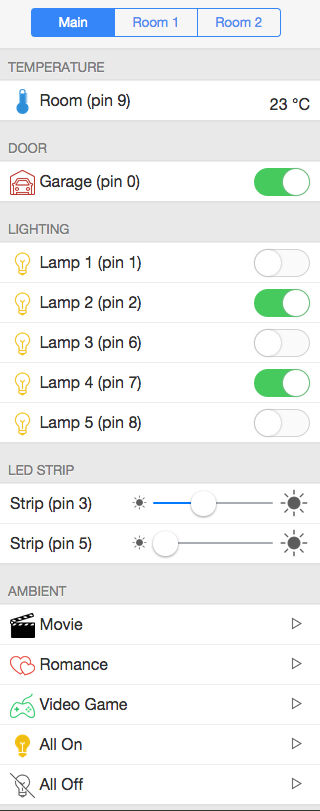 Main Room 1 Room 2
TEMPERATURE
Room (pin 9) 23 °C
DOOR
Garage (pin 0)
LIGHTING
Lamp 1 (pin 1)
Lamp 2 (pin 2)
Lamp 3 (pin 6)
Lamp 4 (pin 7)
Lamp 5 (pin 8)
LED STRIP
Strip (pin 3)
Strip (pin 5)
AMBIENT
Movie
Romance
Video Game
All On
All Off